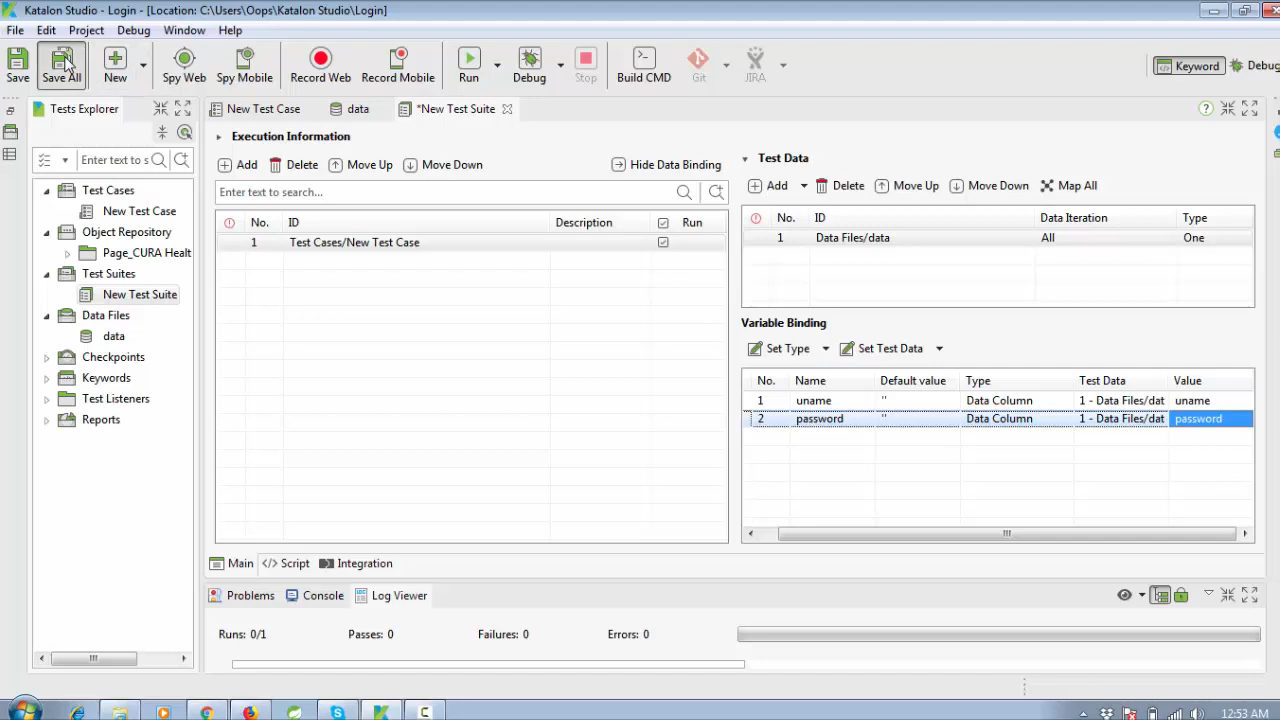 Katalon Studio - Login - [Location: C:\Users\Oops\Katalon Studio\Login]
File Edit Project Debug Window Help
Save Save All New Spy Web Spy Mobile Record Web Record Mobile Run Debug Stop Build CMD Git JIRA Keyword Debug
Tests Explorer
Enter text to s
Test Cases
New Test Case
Object Repository
Page_CURA Healt
Test Suites
New Test Suite
Data Files
data
Checkpoints
Keywords
Test Listeners
Reports
New Test Case data *New Test Suite
Execution Information
Add Delete Move Up Move Down Hide Data Binding
Enter text to search...
No. ID Description Run
1 Test Cases/New Test Case
Test Data
Add Delete Move Up Move Down Map All
No. ID Data Iteration Type
1 Data Files/data All One
Variable Binding
Set Type Set Test Data
No. Name Default value Type Test Data Value
1 uname '' Data Column 1 - Data Files/dat uname
2 password '' Data Column 1 - Data Files/dat password
Main </> Script Integration
Problems Console Log Viewer
Runs: 0/1 Passes: 0 Failures: 0 Errors: 0
12:53 AM